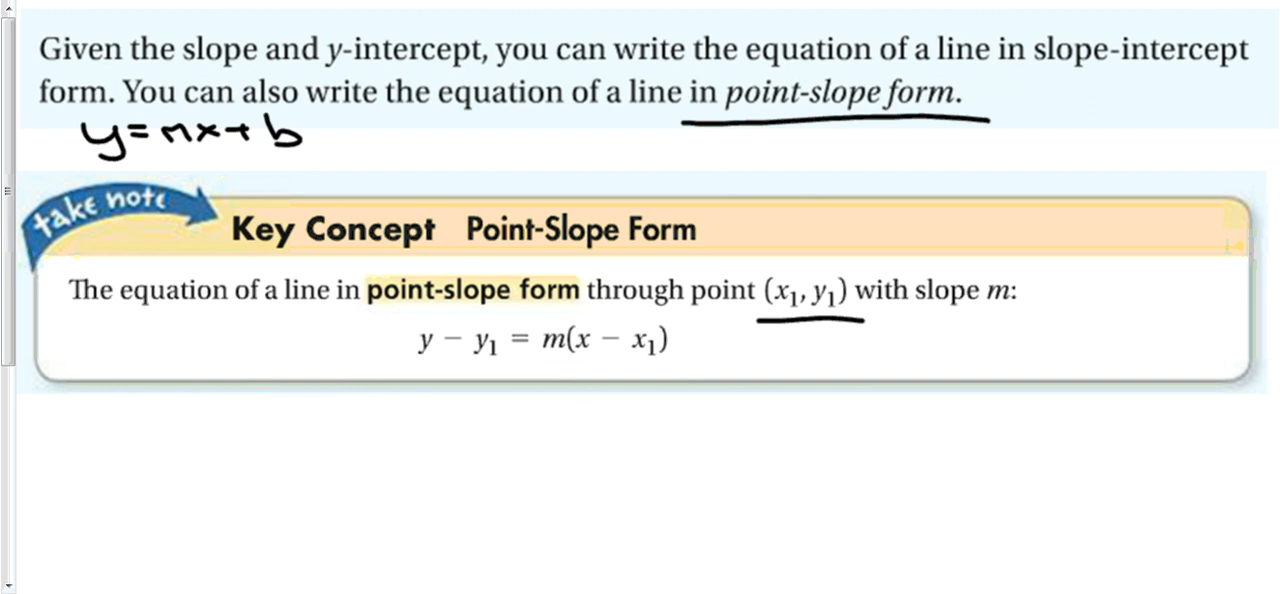 Given the slope and y-intercept, you can write the equation of a line in slope-intercept
form. You can also write the equation of a line in point-slope form.
y=mx+b
take note
Key Concept Point-Slope Form
The equation of a line in point-slope form through point (x₁, y₁) with slope m:
y − y₁ = m(x − x₁)